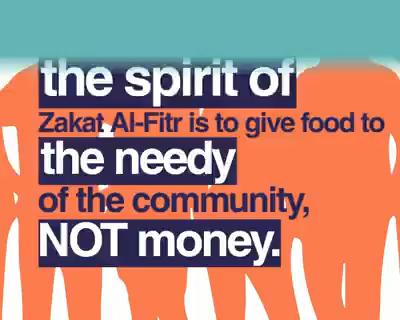 the spirit of
Zakat Al-Fitr is to give food to
the needy
of the community,
NOT money.